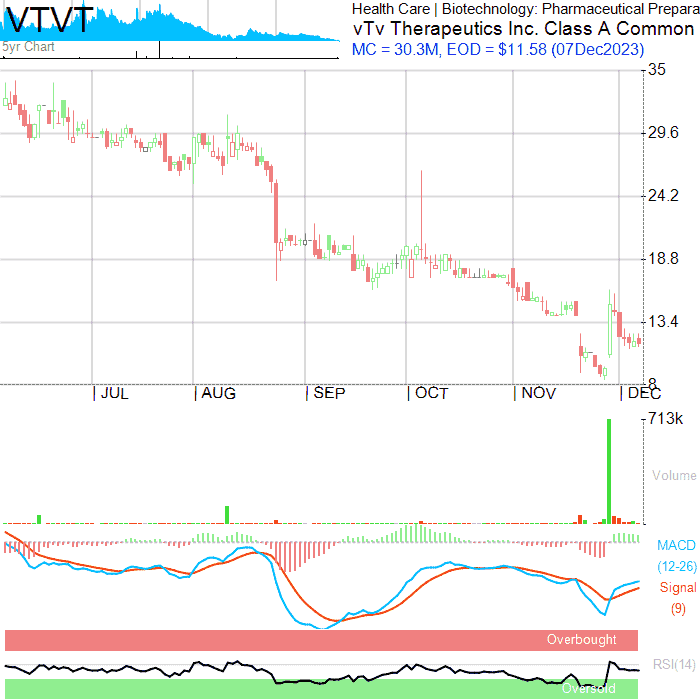 VTVT
5yr Chart
Health Care | Biotechnology: Pharmaceutical Prepara
vTv Therapeutics Inc. Class A Common
MC = 30.3M, EOD = $11.58 (07Dec2023)
35
29.6
24.2
18.8
13.4
8
JUL AUG SEP OCT NOV DEC
713k
Volume
MACD
(12-26)
Signal
(9)
Overbought
RSI(14)
Oversold